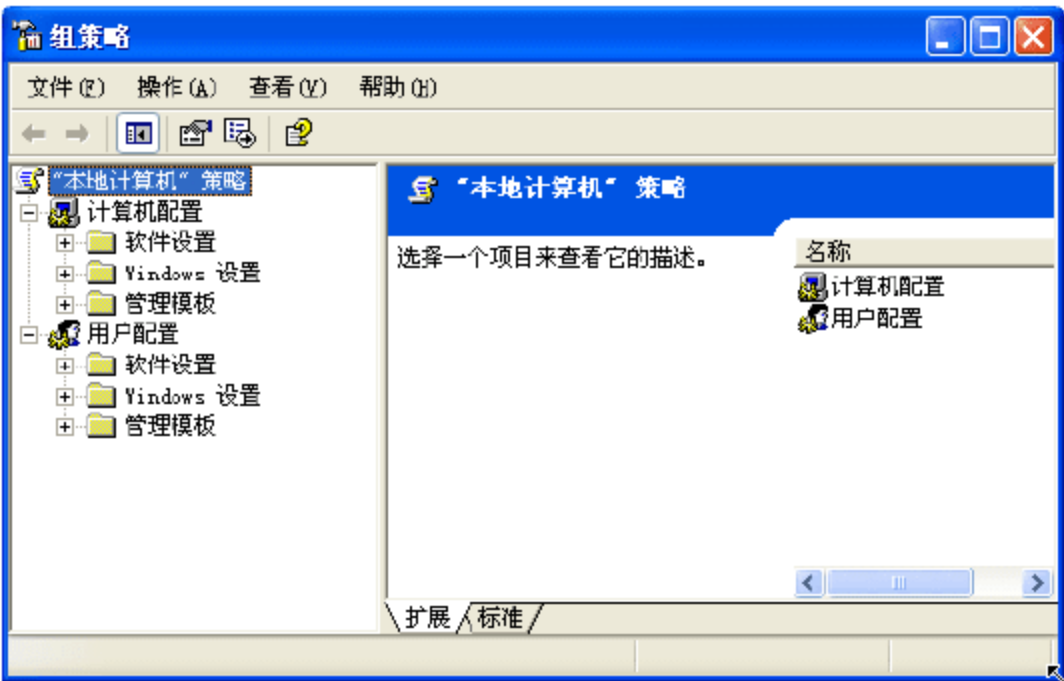 组策略
文件(F) 操作(A) 查看(V) 帮助(H)
"本地计算机" 策略
计算机配置
软件设置
Windows 设置
管理模板
用户配置
软件设置
Windows 设置
管理模板
"本地计算机" 策略
选择一个项目来查看它的描述。
名称
计算机配置
用户配置
扩展 标准